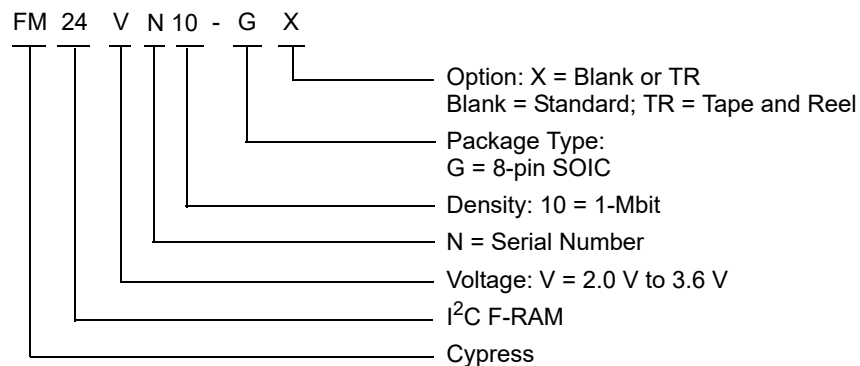 FM 24 V N 10 - G X
Option: X = Blank or TR
Blank = Standard; TR = Tape and Reel
Package Type:
G = 8-pin SOIC
Density: 10 = 1-Mbit
N = Serial Number
Voltage: V = 2.0 V to 3.6 V
I²C F-RAM
Cypress